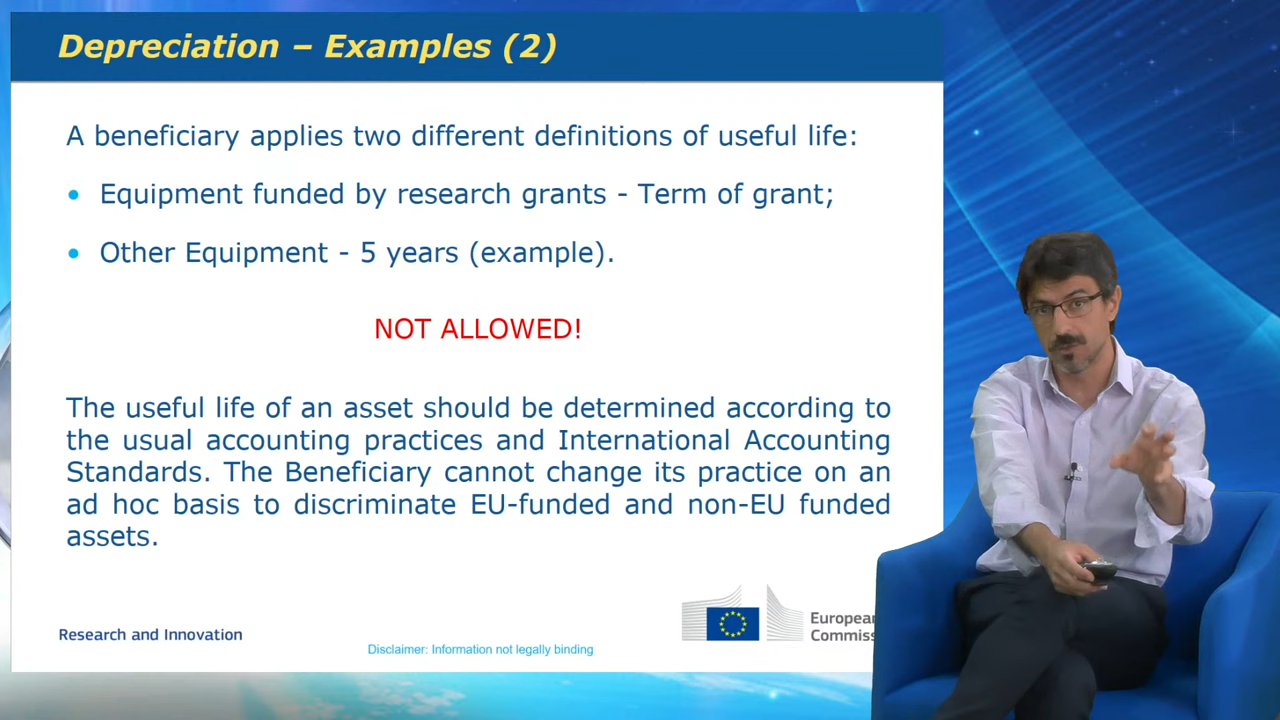 Depreciation – Examples (2)
A beneficiary applies two different definitions of useful life:
• Equipment funded by research grants - Term of grant;
• Other Equipment - 5 years (example).
NOT ALLOWED!
The useful life of an asset should be determined according to
the usual accounting practices and International Accounting
Standards. The Beneficiary cannot change its practice on an
ad hoc basis to discriminate EU-funded and non-EU funded
assets.
Research and Innovation
Disclaimer: Information not legally binding
European